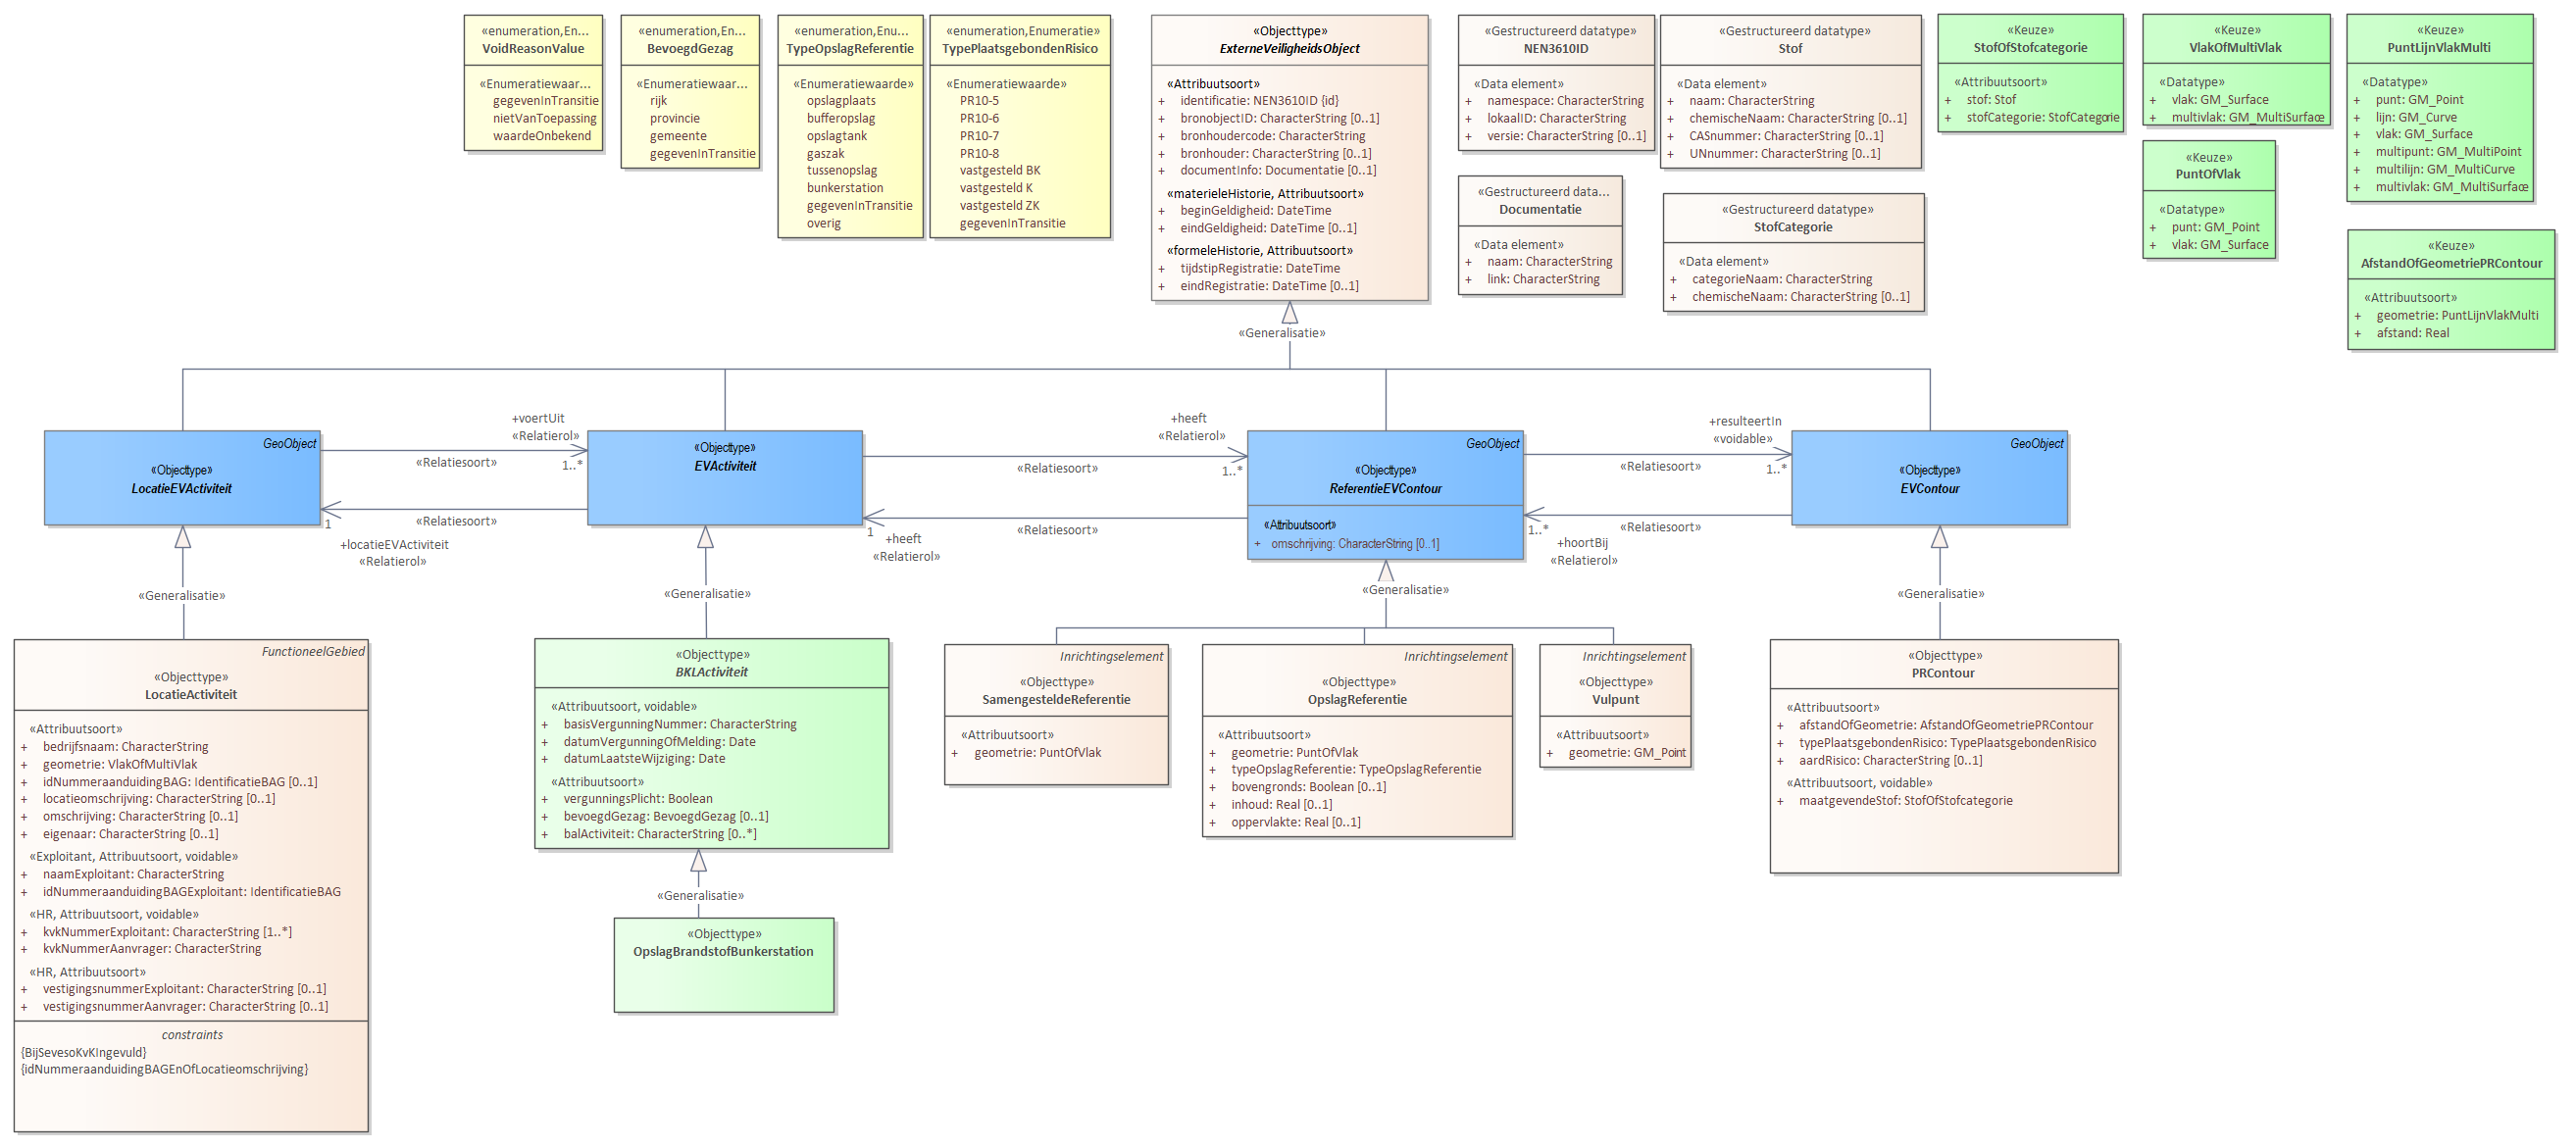 «enumeration,En...
VoidReasonValue
«Enumeratiewaar...
gegevenInTransitie
nietVanToepassing
waardeOnbekend
«enumeration,En...
BevoegdGezag
«Enumeratiewaar...
rijk
provincie
gemeente
gegevenInTransitie
«enumeration,Enu...
TypeOpslagReferentie
«Enumeratiewaarde»
opslagplaats
bufferopslag
opslagtank
gaszak
tussenopslag
bunkerstation
gegevenInTransitie
overig
«enumeration,Enumeratie»
TypePlaatsgebondenRisico
«Enumeratiewaarde»
PR10-5
PR10-6
PR10-7
PR10-8
vastgesteld BK
vastgesteld K
vastgesteld ZK
gegevenInTransitie
«Objecttype»
ExterneVeiligheidsObject
«Attribuutsoort»
+ identificatie: NEN3610ID {id}
+ bronobjectID: CharacterString [0..1]
+ bronhoudercode: CharacterString
+ bronhouder: CharacterString [0..1]
+ documentInfo: Documentatie [0..1]
«materieleHistorie, Attribuutsoort»
+ beginGeldigheid: DateTime
+ eindGeldigheid: DateTime [0..1]
«formeleHistorie, Attribuutsoort»
+ tijdstipRegistratie: DateTime
+ eindRegistratie: DateTime [0..1]
«Gestructureerd datatype»
NEN3610ID
«Data element»
+ namespace: CharacterString
+ lokaalID: CharacterString
+ versie: CharacterString [0..1]
«Gestructureerd data...
Documentatie
«Data element»
+ naam: CharacterString
+ link: CharacterString
«Gestructureerd datatype»
Stof
«Data element»
+ naam: CharacterString
+ chemischeNaam: CharacterString [0..1]
+ CASnummer: CharacterString [0..1]
+ UNnummer: CharacterString [0..1]
«Gestructureerd datatype»
StofCategorie
«Data element»
+ categorieNaam: CharacterString
+ chemischeNaam: CharacterString [0..1]
«Keuze»
StofOfStofcategorie
«Attribuutsoort»
+ stof: Stof
+ stofCategorie: StofCategorie
«Keuze»
VlakOfMultiVlak
«Datatype»
+ vlak: GM_Surface
+ multivlak: GM_MultiSurface
«Keuze»
PuntOfVlak
«Datatype»
+ punt: GM_Point
+ vlak: GM_Surface
«Keuze»
PuntLijnVlakMulti
«Datatype»
+ punt: GM_Point
+ lijn: GM_Curve
+ vlak: GM_Surface
+ multipunt: GM_MultiPoint
+ multilijn: GM_MultiCurve
+ multivlak: GM_MultiSurface
«Keuze»
AfstandOfGeometriePRContour
«Attribuutsoort»
+ geometrie: PuntLijnVlakMulti
+ afstand: Real
«Generalisatie»
GeoObject
«Objecttype»
LocatieEVActiviteit
+voertUit
«Relatierol»
1..*
«Relatiesoort»
«Relatiesoort»
1
+locatieEVActiviteit
«Relatierol»
«Objecttype»
EVActiviteit
+heeft
«Relatierol»
1..*
«Relatiesoort»
«Relatiesoort»
1
+heeft
«Relatierol»
GeoObject
«Objecttype»
ReferentieEVContour
«Attribuutsoort»
+ omschrijving: CharacterString [0..1]
+resulteertIn
«voidable»
1..*
«Relatiesoort»
«Relatiesoort»
1..*
+hoortBij
«Relatierol»
GeoObject
«Objecttype»
EVContour
«Generalisatie»
«Generalisatie»
«Generalisatie»
«Generalisatie»
FunctioneelGebied
«Objecttype»
LocatieActiviteit
«Attribuutsoort»
+ bedrijfsnaam: CharacterString
+ geometrie: VlakOfMultiVlak
+ idNummeraanduidingBAG: IdentificatieBAG [0..1]
+ locatieomschrijving: CharacterString [0..1]
+ omschrijving: CharacterString [0..1]
+ eigenaar: CharacterString [0..1]
«Exploitant, Attribuutsoort, voidable»
+ naamExploitant: CharacterString
+ idNummeraanduidingBAGExploitant: IdentificatieBAG
«HR, Attribuutsoort, voidable»
+ kvkNummerExploitant: CharacterString [1..*]
+ kvkNummerAanvrager: CharacterString
«HR, Attribuutsoort»
+ vestigingsnummerExploitant: CharacterString [0..1]
+ vestigingsnummerAanvrager: CharacterString [0..1]
constraints
{BijSevesoKvKIngevuld}
{idNummeraanduidingBAGEnOfLocatieomschrijving}
«Objecttype»
BKLActiviteit
«Attribuutsoort, voidable»
+ basisVergunningNummer: CharacterString
+ datumVergunningOfMelding: Date
+ datumLaatsteWijziging: Date
«Attribuutsoort»
+ vergunningsPlicht: Boolean
+ bevoegdGezag: BevoegdGezag [0..1]
+ balActiviteit: CharacterString [0..*]
«Generalisatie»
«Objecttype»
OpslagBrandstofBunkerstation
Inrichtingselement
«Objecttype»
SamengesteldeReferentie
«Attribuutsoort»
+ geometrie: PuntOfVlak
Inrichtingselement
«Objecttype»
OpslagReferentie
«Attribuutsoort»
+ geometrie: PuntOfVlak
+ typeOpslagReferentie: TypeOpslagReferentie
+ bovengronds: Boolean [0..1]
+ inhoud: Real [0..1]
+ oppervlakte: Real [0..1]
Inrichtingselement
«Objecttype»
Vulpunt
«Attribuutsoort»
+ geometrie: GM_Point
«Objecttype»
PRContour
«Attribuutsoort»
+ afstandOfGeometrie: AfstandOfGeometriePRContour
+ typePlaatsgebondenRisico: TypePlaatsgebondenRisico
+ aardRisico: CharacterString [0..1]
«Attribuutsoort, voidable»
+ maatgevendeStof: StofOfStofcategorie